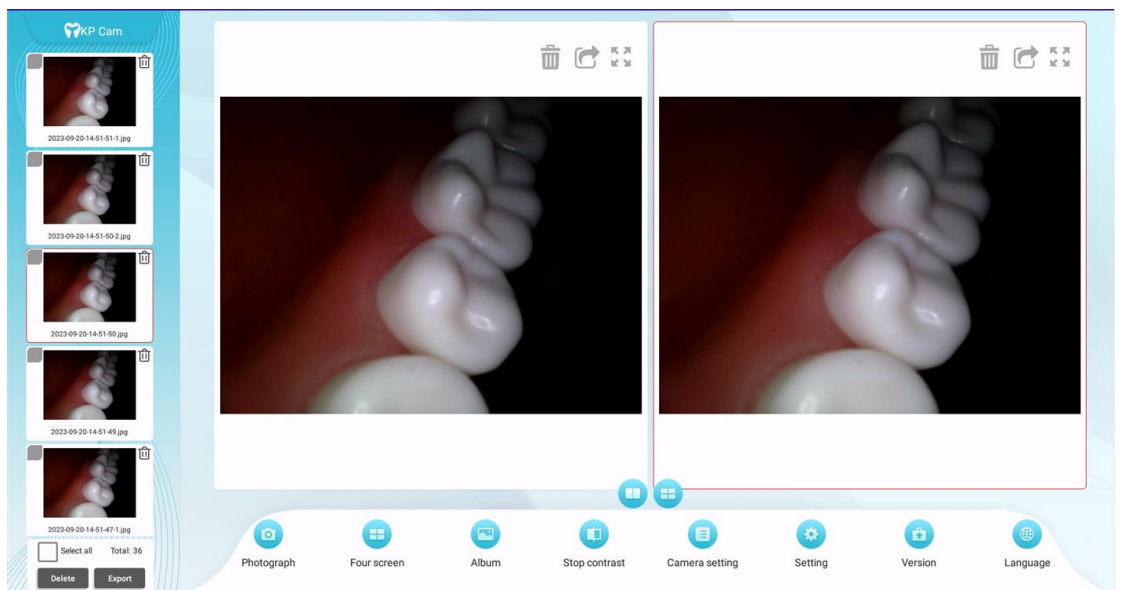 KP Cam
2023-09-20-14-51-51-1.jpg
2023-09-20-14-51-50-2.jpg
2023-09-20-14-51-50.jpg
2023-09-20-14-51-49.jpg
2023-09-20-14-51-47-1.jpg
Select all Total: 36
Delete Export
Photograph Four screen Album Stop contrast Camera setting Setting Version Language